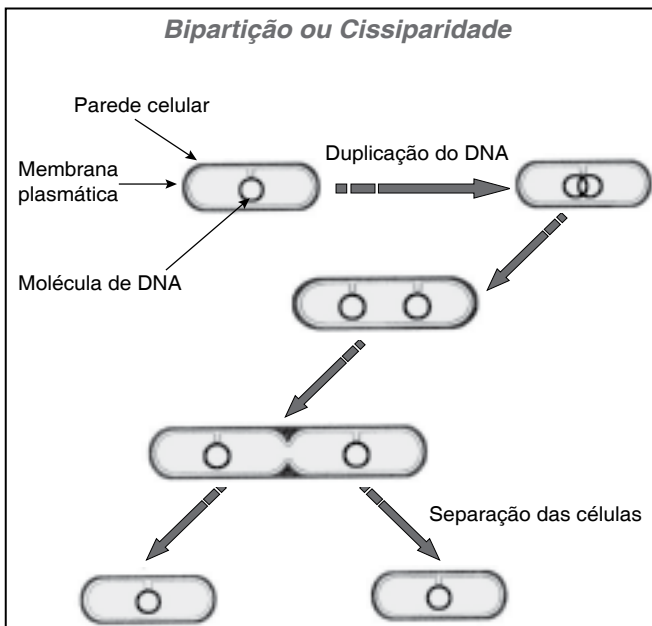 Bipartição ou Cissiparidade
Parede celular
Duplicação do DNA
Membrana
plasmática
Molécula de DNA
Separação das células